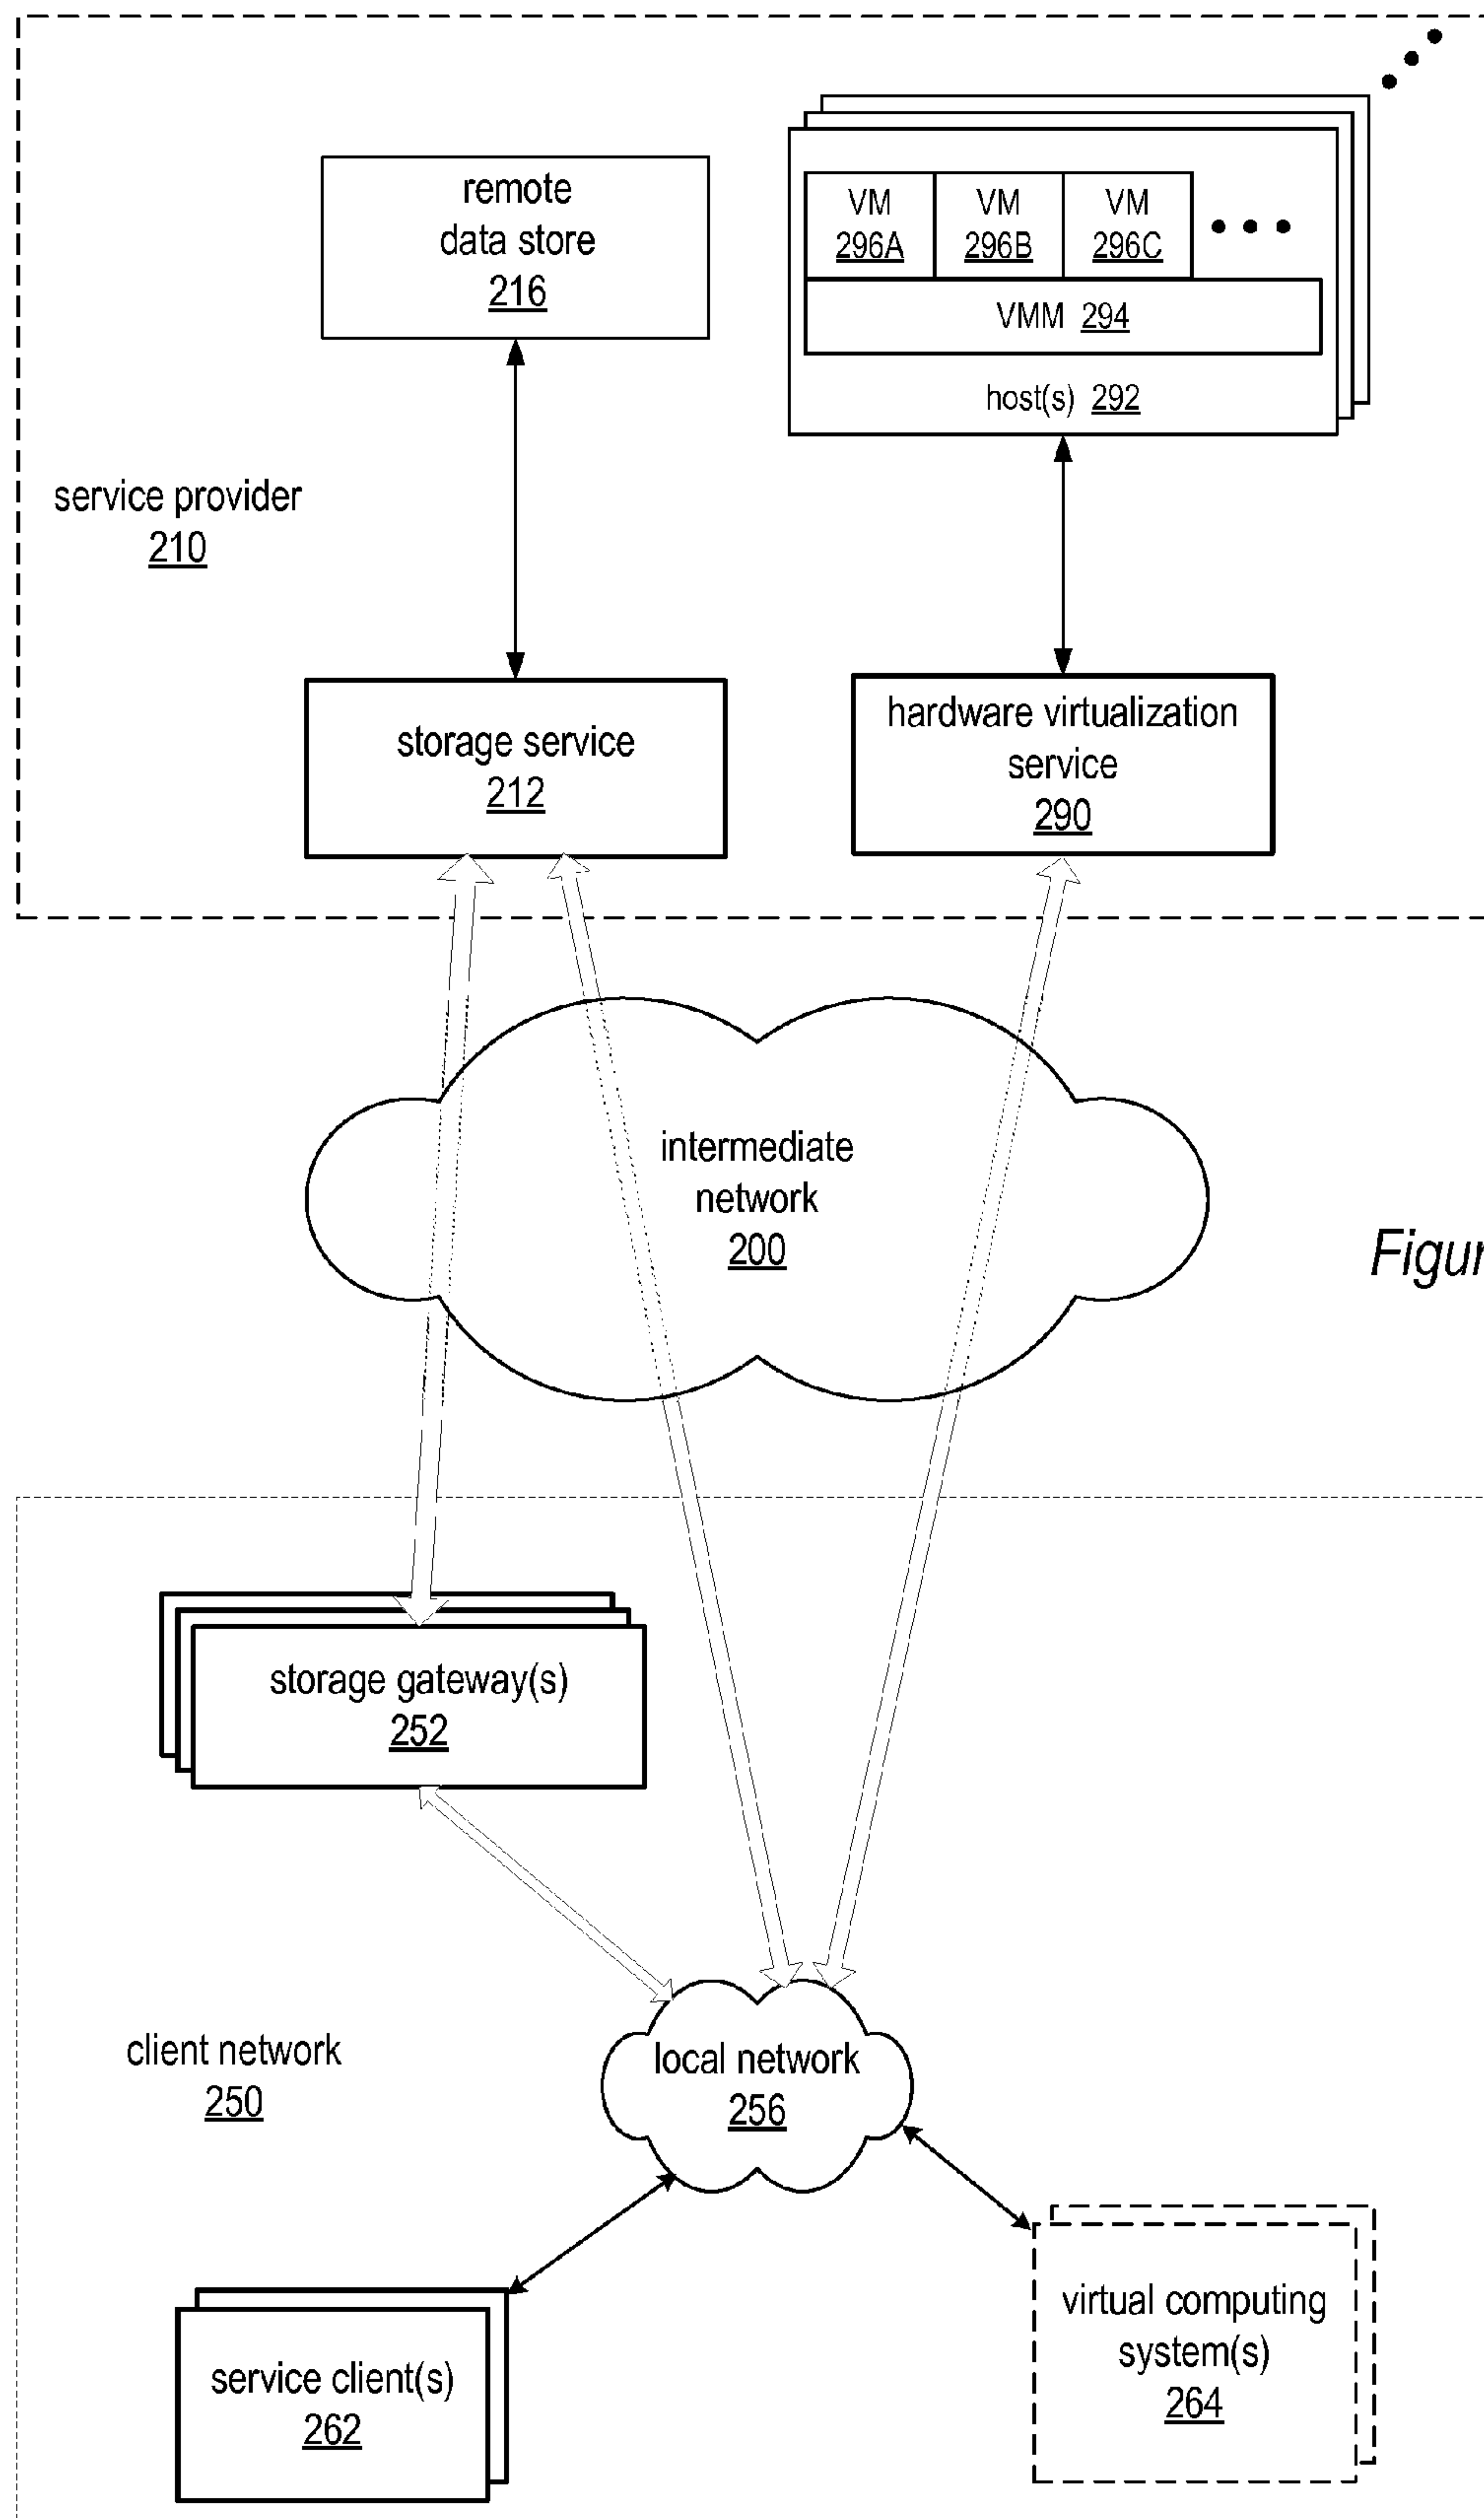 remote
data store
216
VM
296A
VM
296B
VM
296C
VMM 294
host(s) 292
service provider
210
storage service
212
hardware virtualization
service
290
intermediate
network
200
Figur
storage gateway(s)
252
client network
250
local network
256
virtual computing
system(s)
264
service client(s)
262